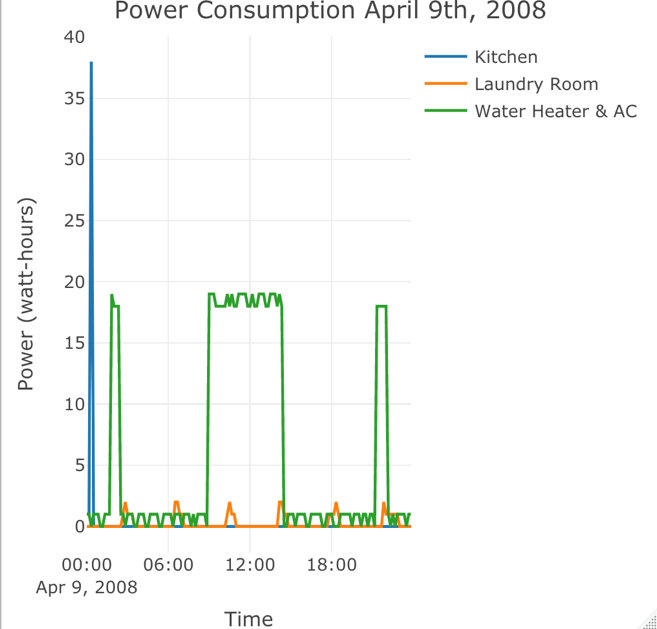 Power Consumption April 9th, 2008
Kitchen
Laundry Room
Water Heater & AC
Power (watt-hours)
40
35
30
25
20
15
10
5
0
00:00 06:00 12:00 18:00
Apr 9, 2008
Time